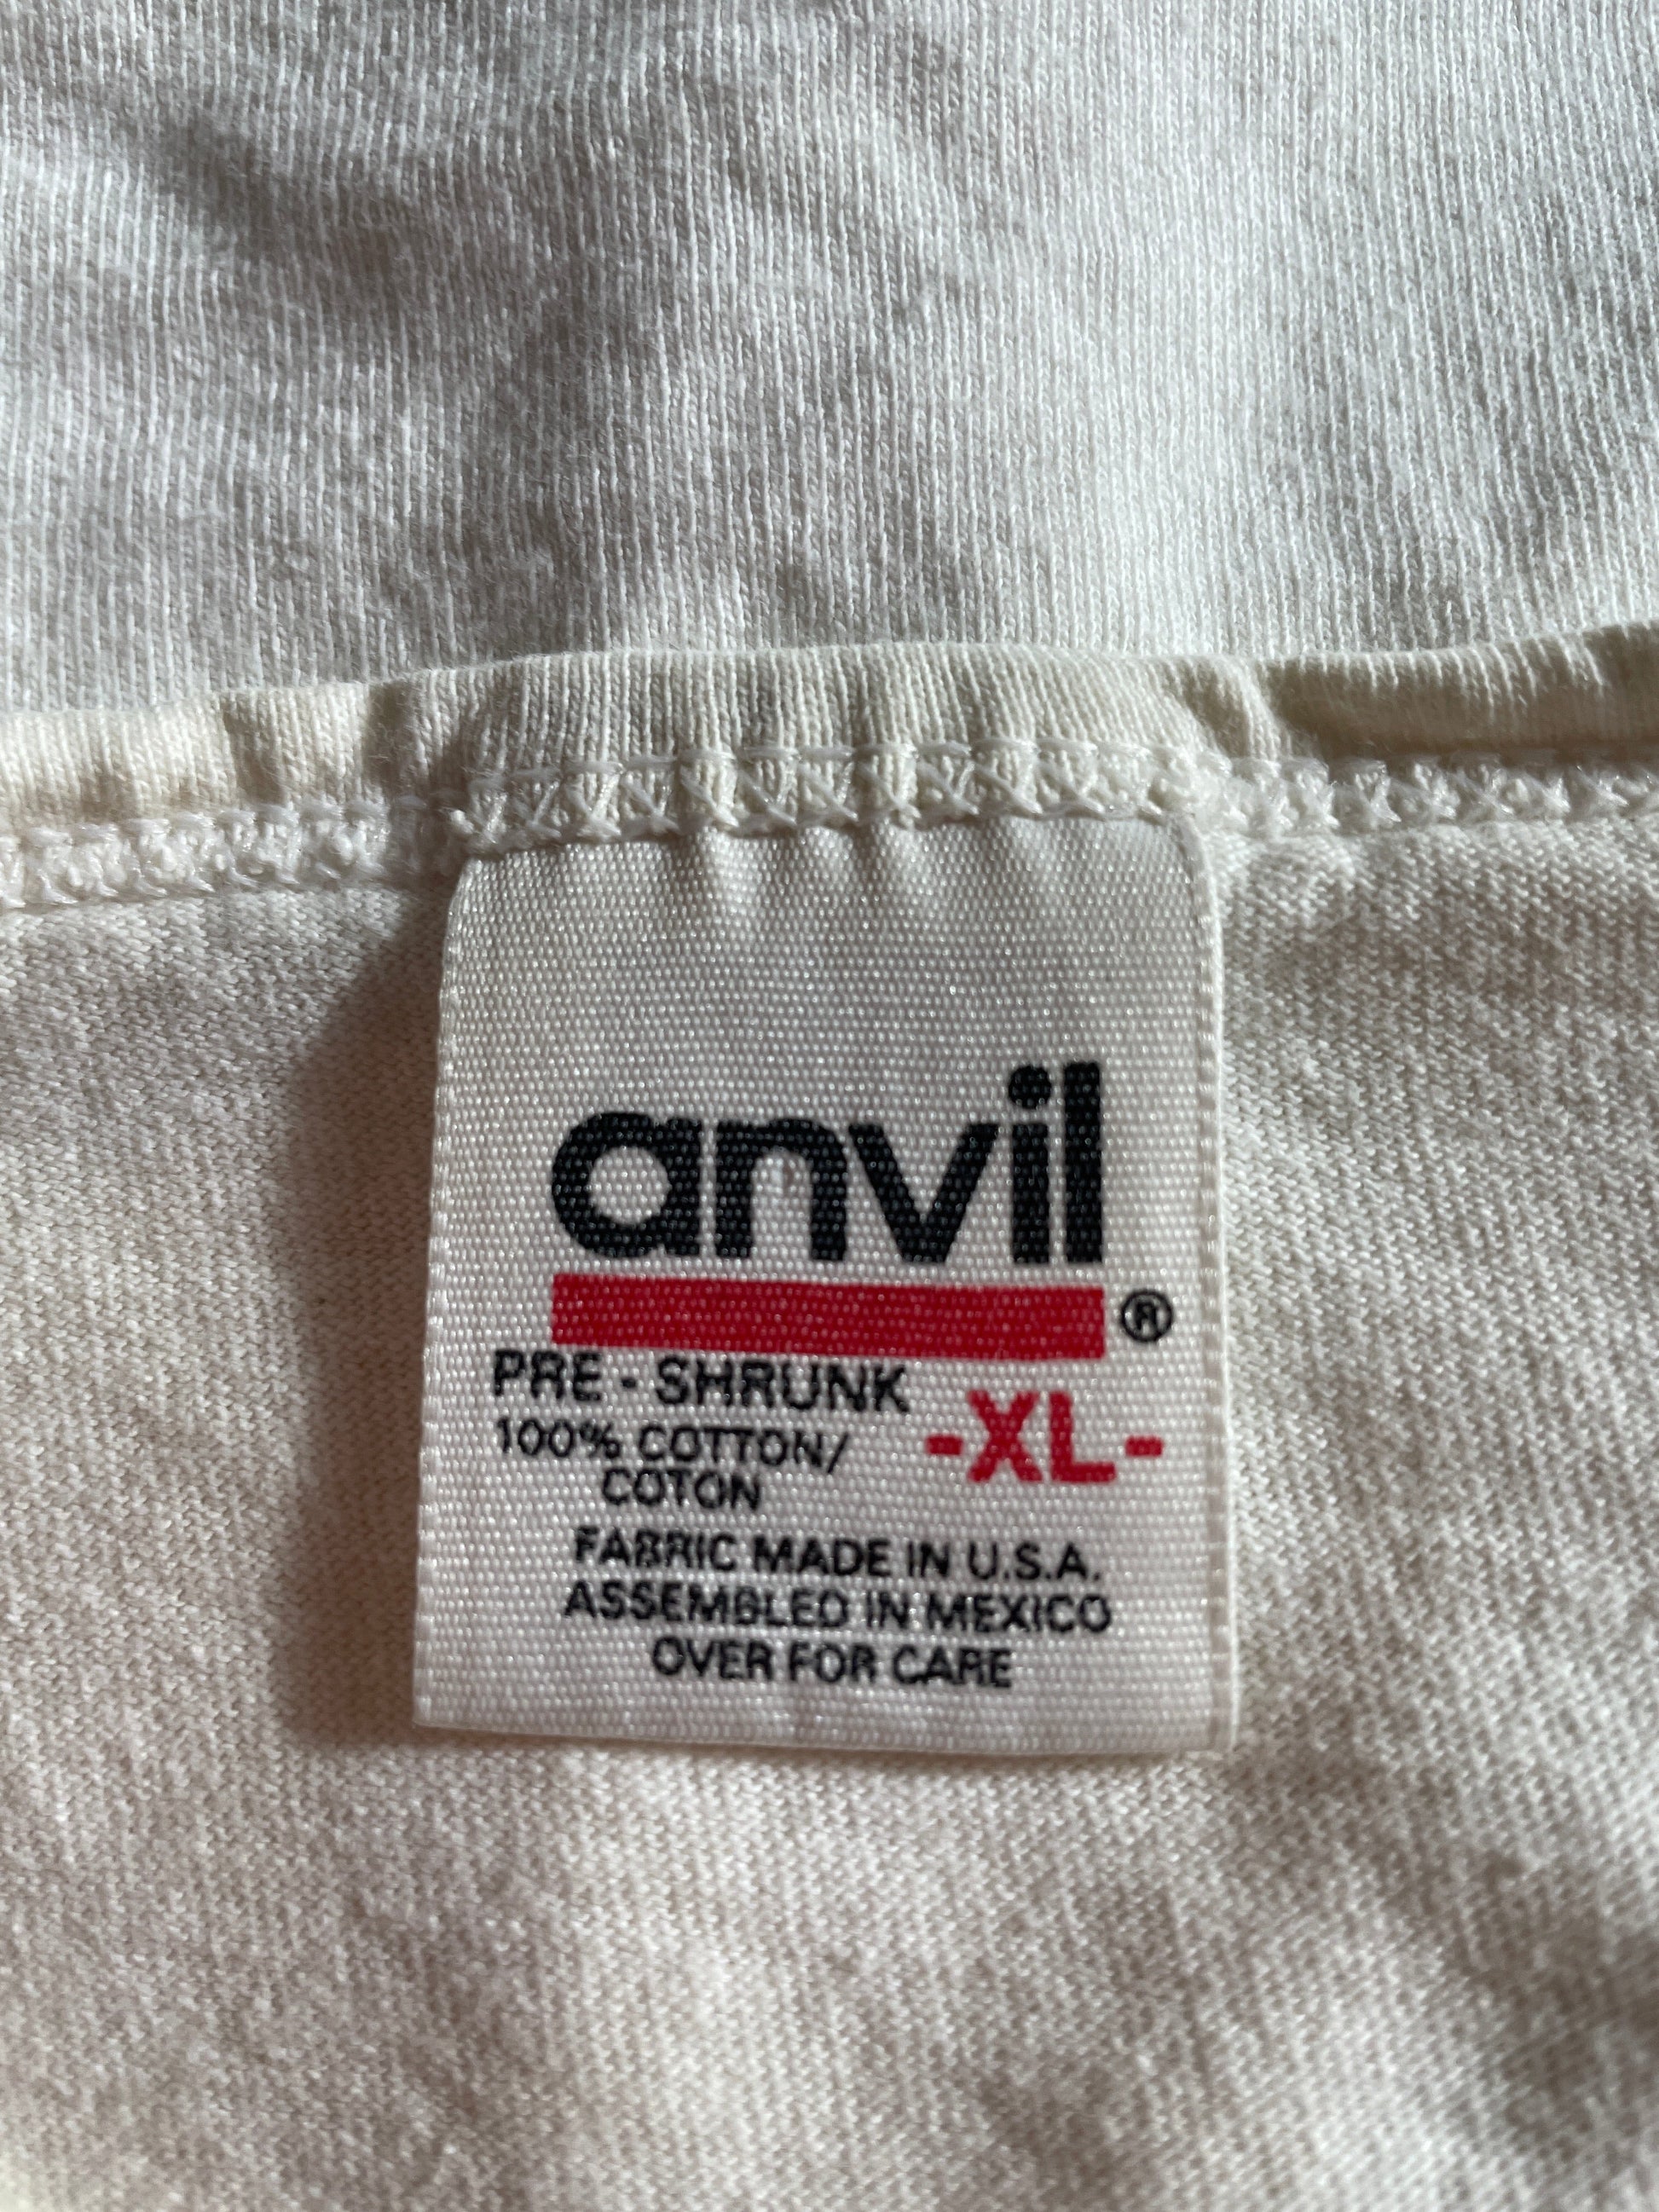 anvil
®
PRE - SHRUNK
100% COTTON/
COTON
-XL-
FABRIC MADE IN U.S.A.
ASSEMBLED IN MEXICO
OVER FOR CARE